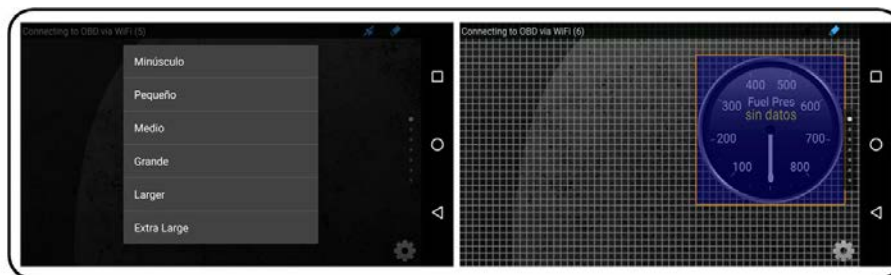 Connecting to OBD via WiFi (5)
Minúsculo
Pequeño
Medio
Grande
Larger
Extra Large
Connecting to OBD via WiFi (6)
400 500
300 Fuel Pres 600
sin datos
200 700
100 800
0